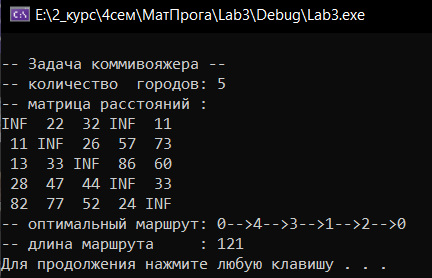 E:\2_курс\4сем\МатПрога\Lab3\Debug\Lab3.exe
-- Задача коммивояжера --
-- количество  городов: 5
-- матрица расстояний :
INF  22  32 INF  11
 11 INF  26  57  73
 13  33 INF  86  60
 28  47  44 INF  33
 82  77  52  24 INF
-- оптимальный маршрут: 0-->4-->3-->1-->2-->0
-- длина маршрута     : 121
Для продолжения нажмите любую клавишу . . .